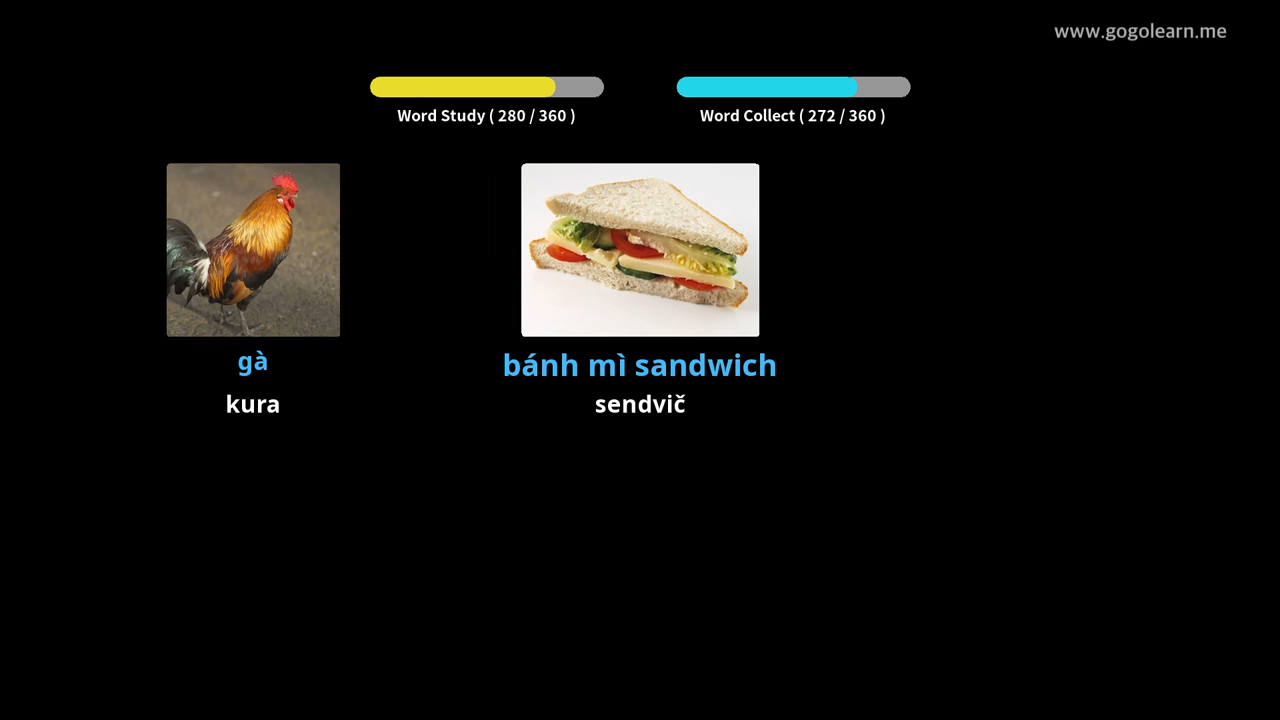 www.gogolearn.me
Word Study ( 280 / 360 )
Word Collect ( 272 / 360 )
gà
kura
bánh mì sandwich
sendvič